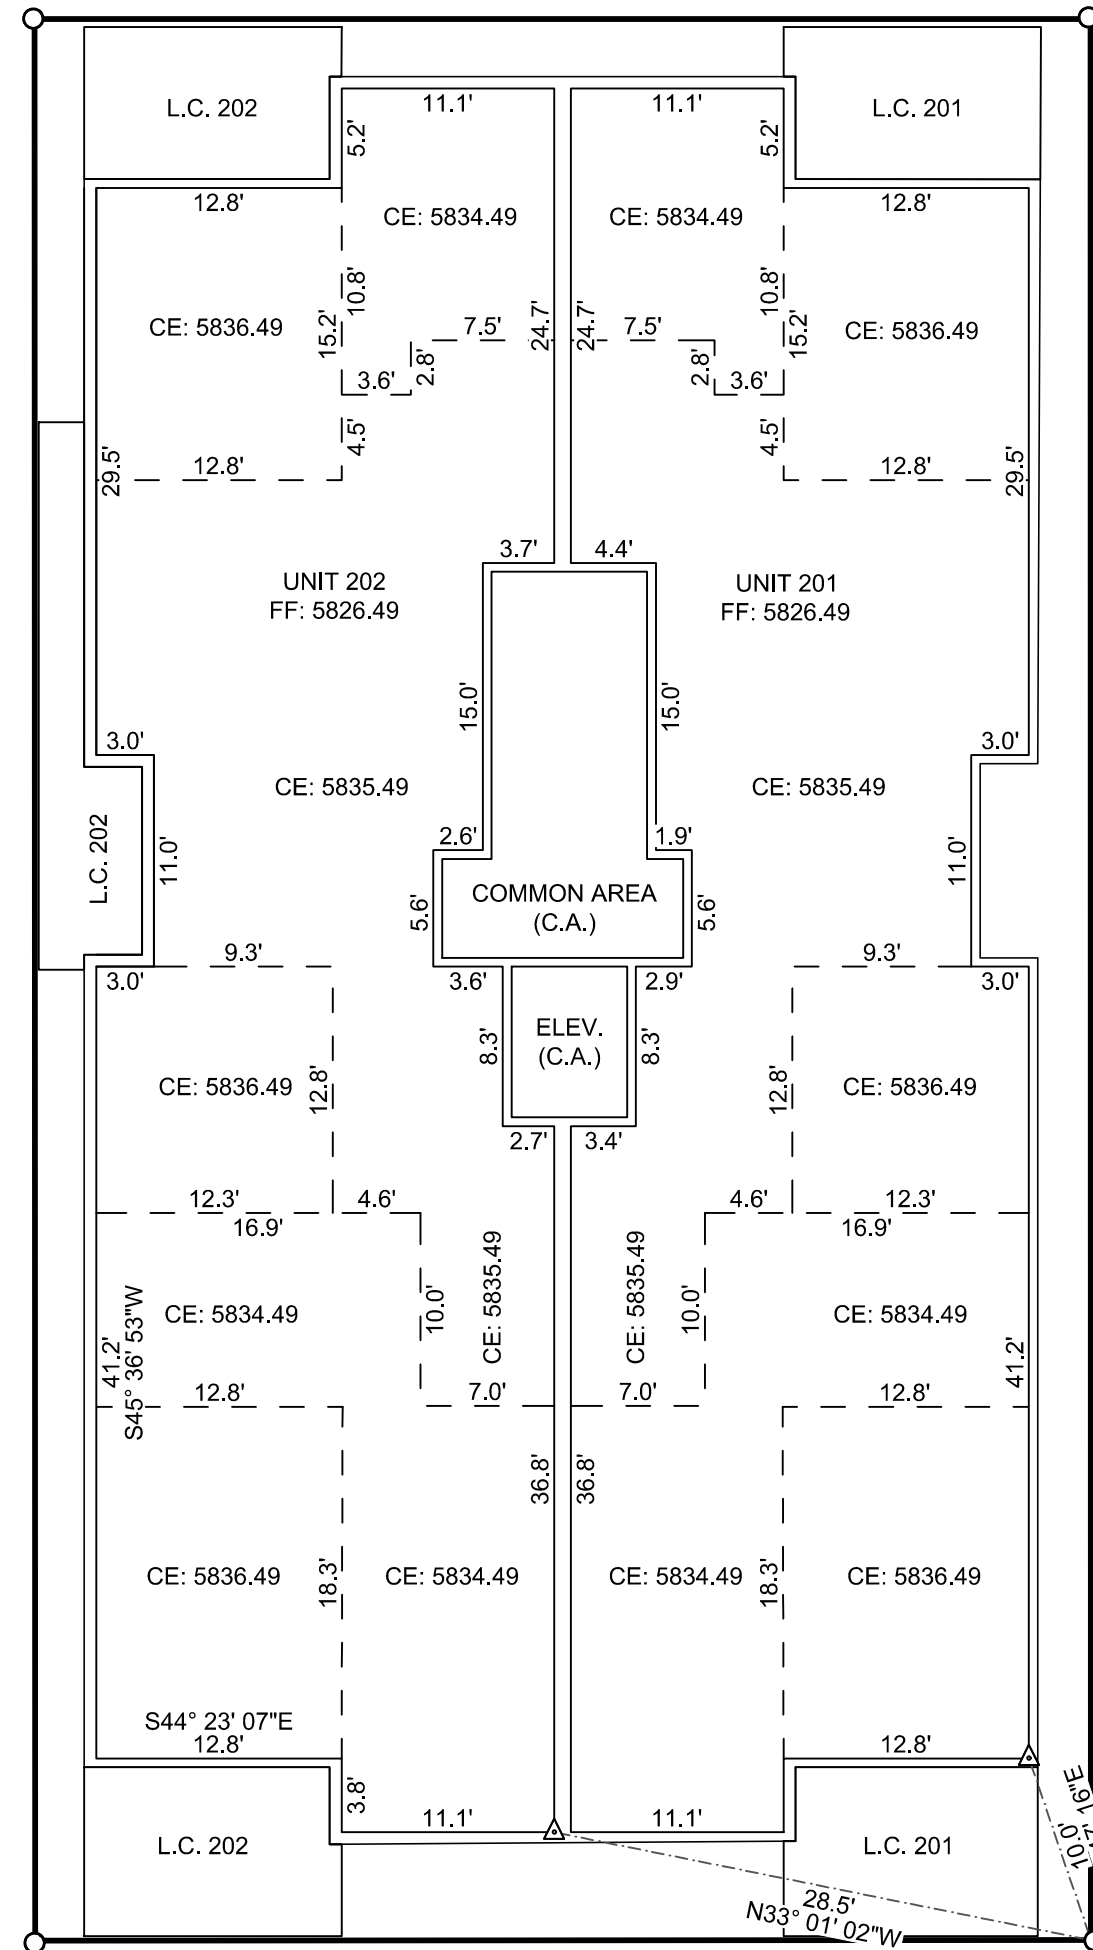 L.C. 202
L.C. 201
11.1'
11.1'
5.2'
5.2'
12.8'
12.8'
CE: 5834.49
CE: 5834.49
10.8'
10.8'
CE: 5836.49
15.2'
7.5'
24.7'
24.7'
7.5'
15.2'
CE: 5836.49
3.6'
2.8'
2.8'
3.6'
4.5'
4.5'
29.5'
12.8'
12.8'
29.5'
3.7'
4.4'
UNIT 202
FF: 5826.49
UNIT 201
FF: 5826.49
15.0'
15.0'
3.0'
3.0'
CE: 5835.49
CE: 5835.49
2.6'
1.9'
L.C. 202
11.0'
11.0'
5.6'
COMMON AREA
(C.A.)
5.6'
9.3'
9.3'
3.0'
3.6'
2.9'
3.0'
8.3'
ELEV.
(C.A.)
8.3'
CE: 5836.49
12.8'
12.8'
CE: 5836.49
2.7'
3.4'
12.3'
4.6'
4.6'
12.3'
16.9'
16.9'
CE: 5835.49
CE: 5835.49
CE: 5834.49
10.0'
10.0'
CE: 5834.49
41.2'
S45° 36' 53"W
41.2'
12.8'
7.0'
7.0'
12.8'
36.8'
36.8'
CE: 5836.49
18.3'
CE: 5834.49
CE: 5834.49
18.3'
CE: 5836.49
S44° 23' 07"E
12.8'
12.8'
3.8'
11.1'
11.1'
L.C. 202
L.C. 201
28.5'
N33° 01' 02"W
10.0'
16"E